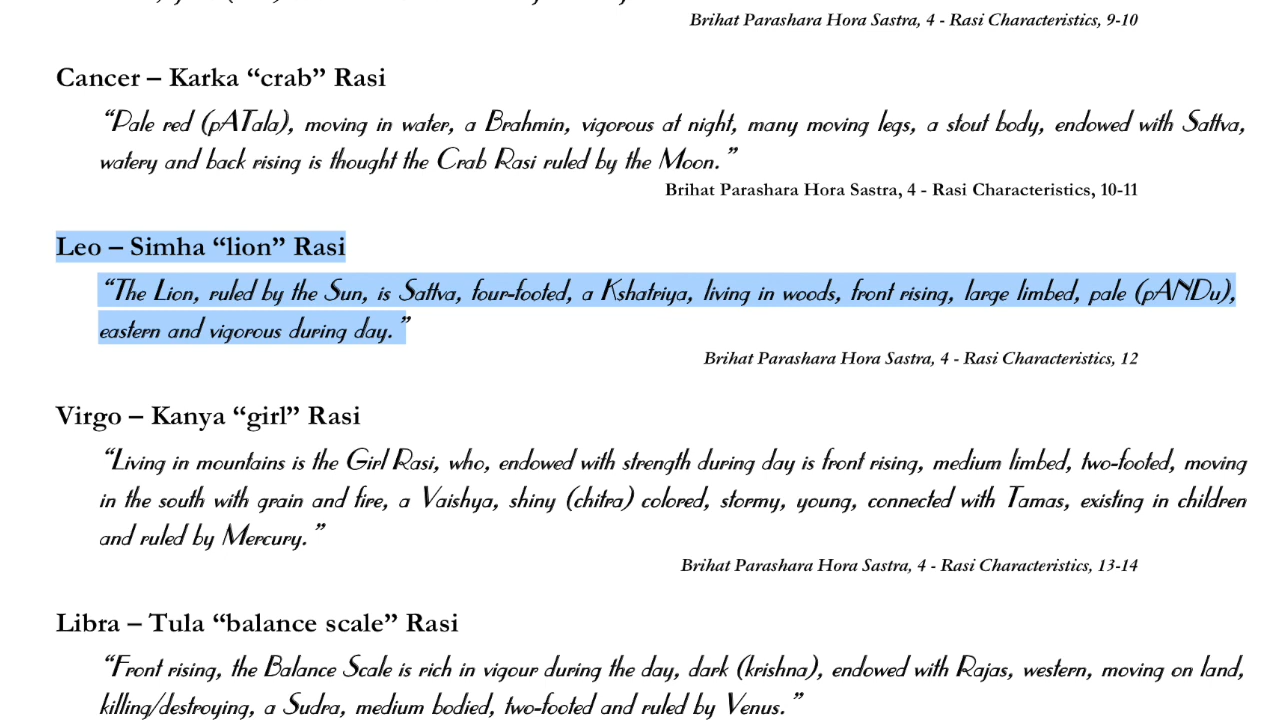 Brihat Parashara Hora Sastra, 4 - Rasi Characteristics, 9-10
Cancer – Karka “crab” Rasi
“Pale red (pATala), moving in water, a Brahmin, vigorous at night, many moving legs, a stout body, endowed with Sattva,
watery and back rising is thought the Crab Rasi ruled by the Moon.”
Brihat Parashara Hora Sastra, 4 - Rasi Characteristics, 10-11
Leo – Simha “lion” Rasi
“The Lion, ruled by the Sun, is Sattva, four-footed, a Kshatriya, living in woods, front rising, large limbed, pale (pANDu),
eastern and vigorous during day.”
Brihat Parashara Hora Sastra, 4 - Rasi Characteristics, 12
Virgo – Kanya “girl” Rasi
“Living in mountains is the Girl Rasi, who, endowed with strength during day is front rising, medium limbed, two-footed, moving
in the south with grain and fire, a Vaishya, shiny (chitra) colored, stormy, young, connected with Tamas, existing in children
and ruled by Mercury.”
Brihat Parashara Hora Sastra, 4 - Rasi Characteristics, 13-14
Libra – Tula “balance scale” Rasi
“Front rising, the Balance Scale is rich in vigour during the day, dark (krishna), endowed with Rajas, western, moving on land,
killing/destroying, a Sudra, medium bodied, two-footed and ruled by Venus.”